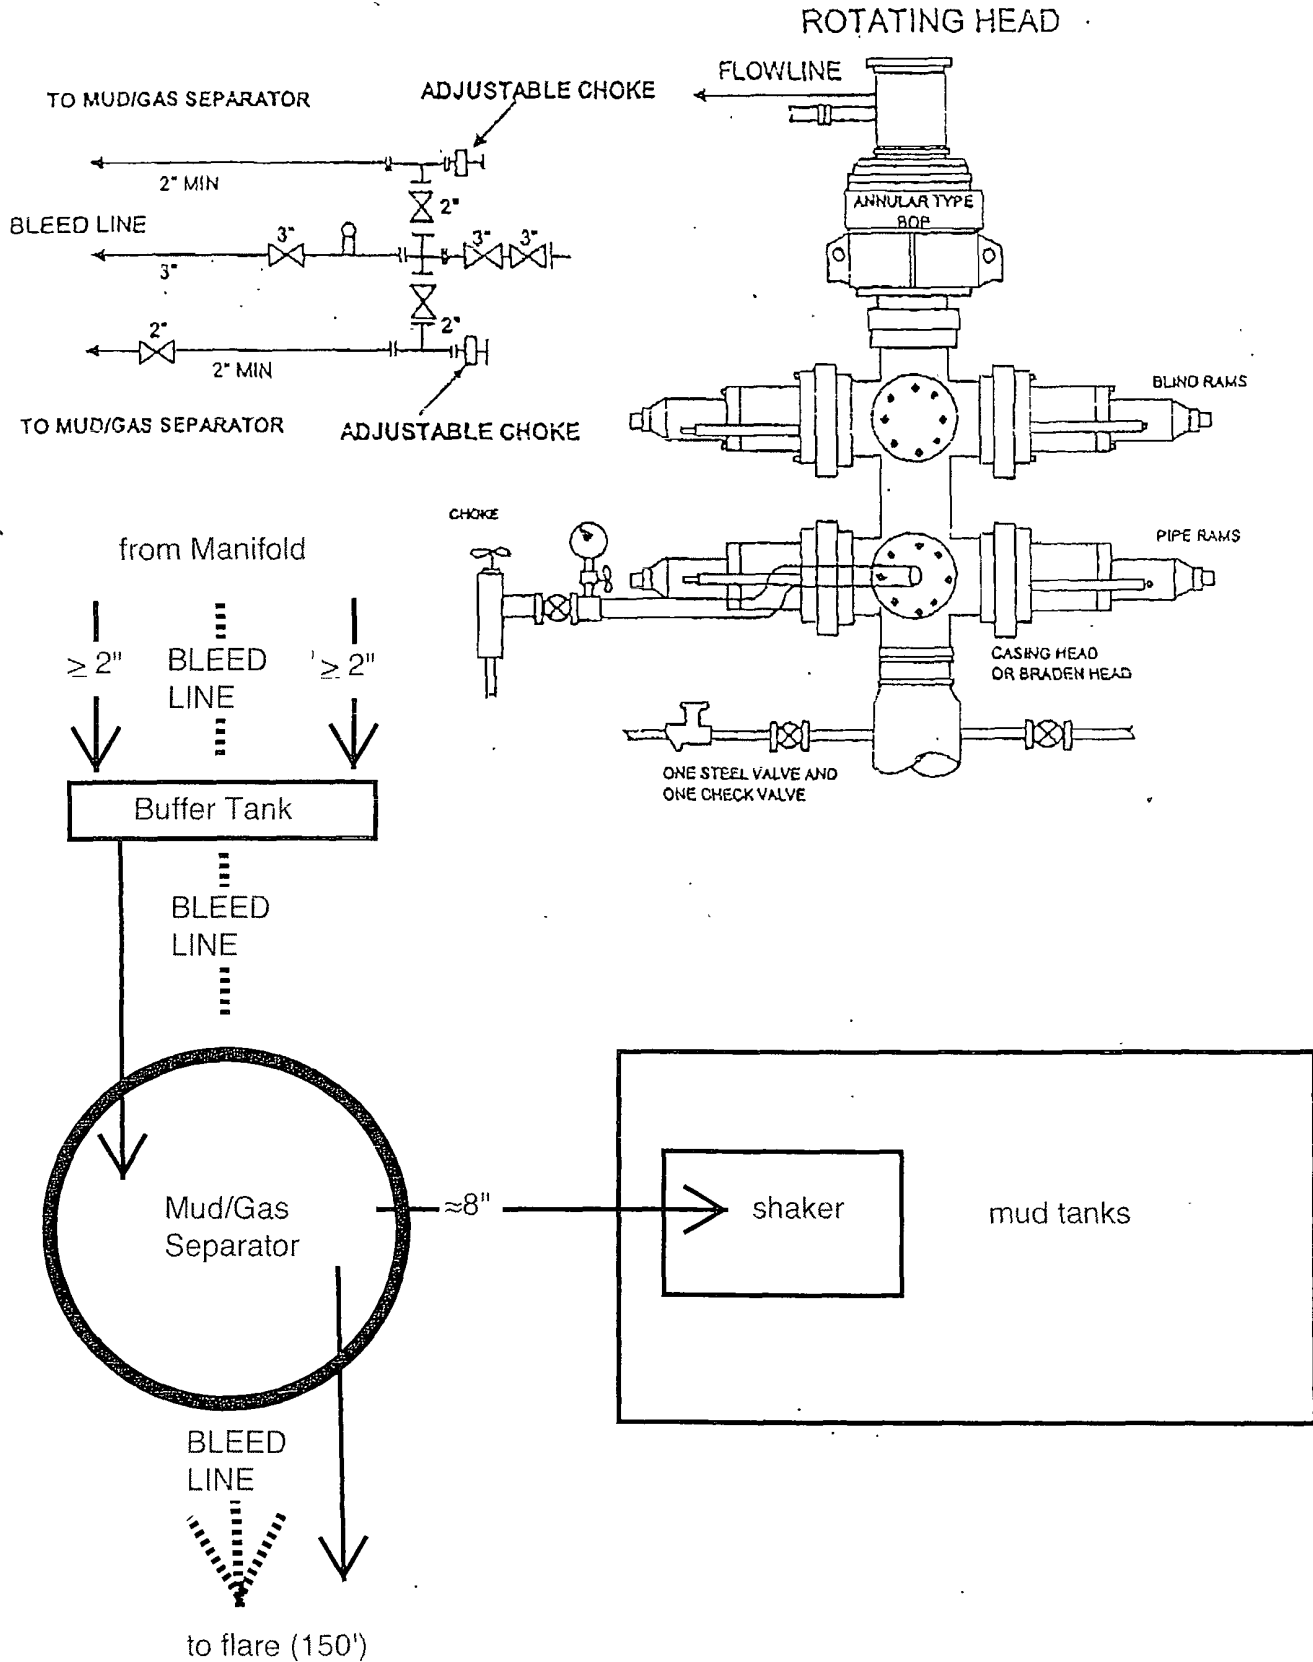 ROTATING HEAD
FLOWLINE
TO MUD/GAS SEPARATOR
ADJUSTABLE CHOKE
2" MIN
2"
ANNULAR TYPE
BOP
BLEED LINE
3"
3"
3"
3"
2"
2"
2" MIN
TO MUD/GAS SEPARATOR
ADJUSTABLE CHOKE
BLIND RAMS
CHOKE
PIPE RAMS
from Manifold
≥ 2"
BLEED
LINE
≥ 2"
CASING HEAD
OR BRADEN HEAD
ONE STEEL VALVE AND
ONE CHECK VALVE
Buffer Tank
BLEED
LINE
Mud/Gas
Separator
≈8"
shaker
mud tanks
BLEED
LINE
to flare (150')